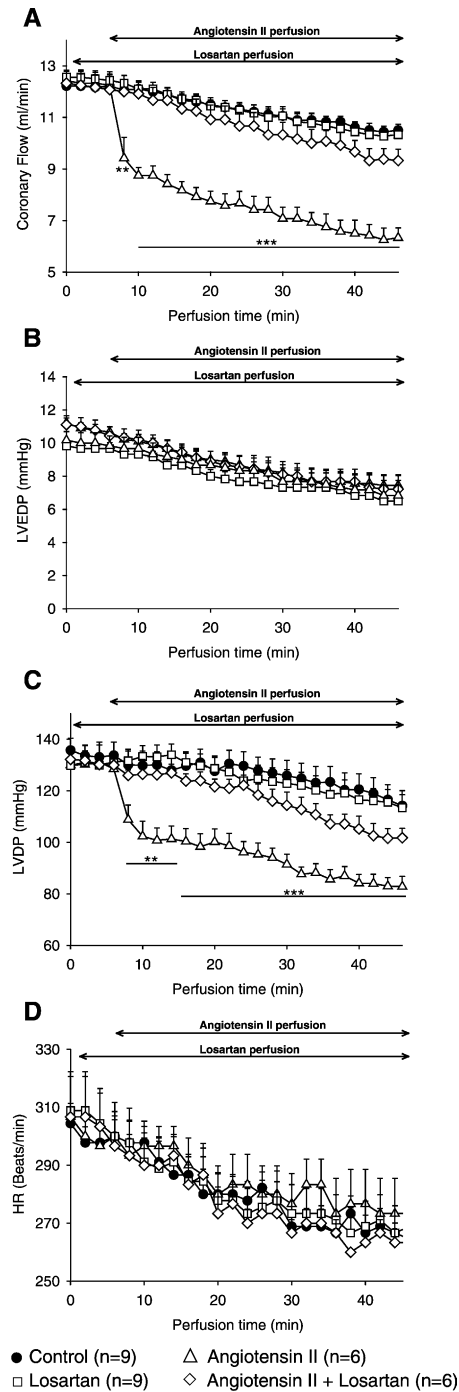 A
Angiotensin II perfusion
Losartan perfusion
13
11
9
7
5
Coronary Flow (ml/min)
**
***
0 10 20 30 40
Perfusion time (min)
B
Angiotensin II perfusion
Losartan perfusion
14
12
10
8
6
4
2
0
LVEDP (mmHg)
0 10 20 30 40
Perfusion time (min)
C
Angiotensin II perfusion
Losartan perfusion
140
120
100
80
60
LVDP (mmHg)
**
***
0 10 20 30 40
Perfusion time (min)
D
Angiotensin II perfusion
Losartan perfusion
330
310
290
270
250
HR (Beats/min)
0 10 20 30 40
Perfusion time (min)
Control (n=9) Angiotensin II (n=6)
Losartan (n=9) Angiotensin II + Losartan (n=6)